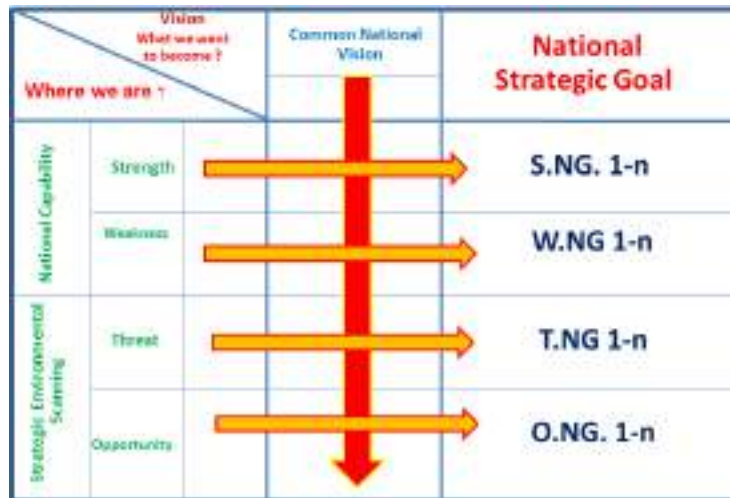 Vision
What we want
to become ?
Where we are ?
Common National
Vision
National
Strategic Goal
National Capability
Strength
S.NG. 1-n
Weakness
W.NG 1-n
Strategic Environmental
Scanning
Threat
T.NG 1-n
Opportunity
O.NG. 1-n